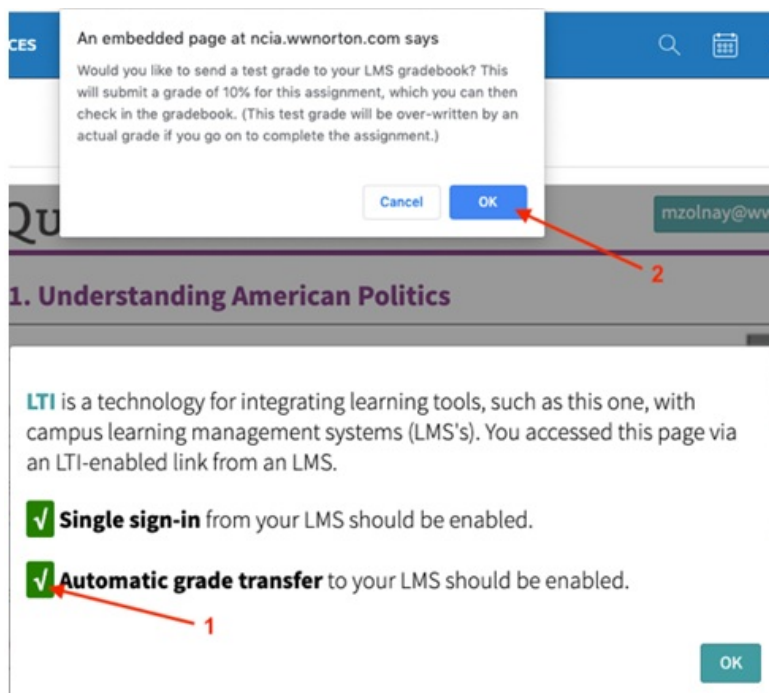 CES
An embedded page at ncia.wwnorton.com says
Would you like to send a test grade to your LMS gradebook? This
will submit a grade of 10% for this assignment, which you can then
check in the gradebook. (This test grade will be over-written by an
actual grade if you go on to complete the assignment.)
Cancel
OK
Qu
mzolnay@ww
2
1. Understanding American Politics
LTI is a technology for integrating learning tools, such as this one, with
campus learning management systems (LMS's). You accessed this page via
an LTI-enabled link from an LMS.
√ Single sign-in from your LMS should be enabled.
√ Automatic grade transfer to your LMS should be enabled.
1
OK